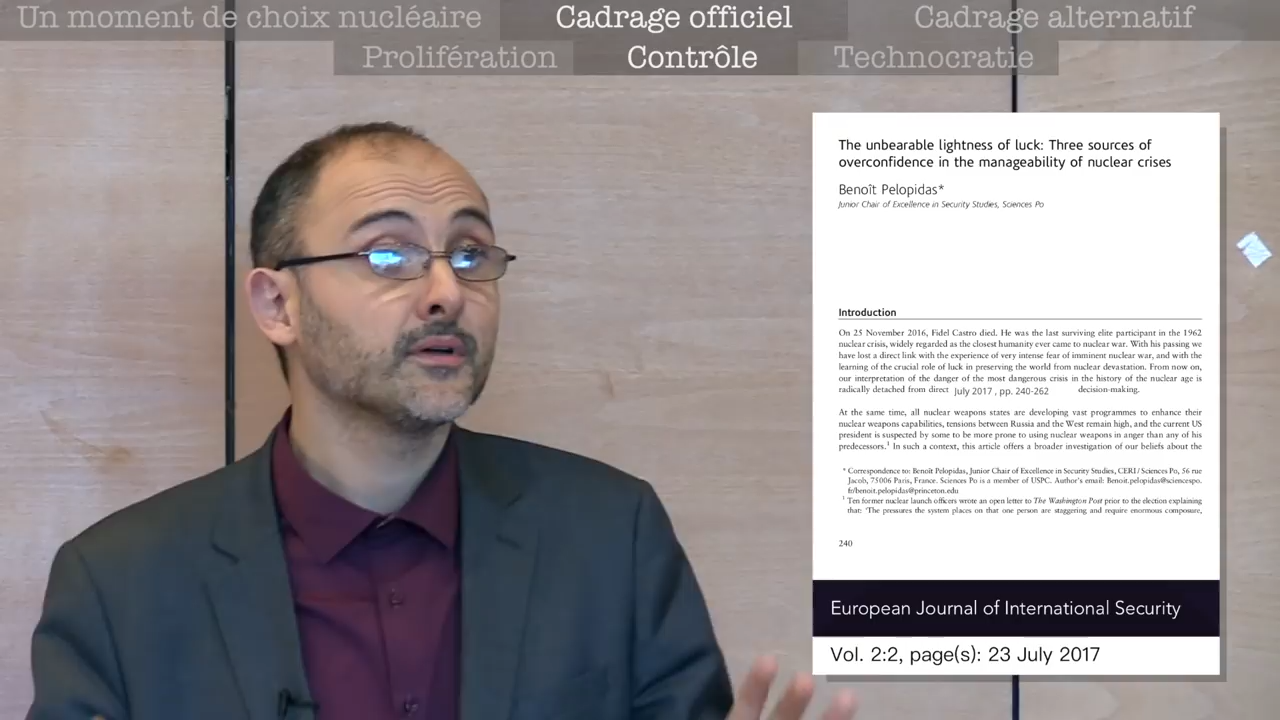 Un moment de choix nucléaire
Cadrage officiel
Cadrage alternatif
Prolifération
Contrôle
Technocratie
The unbearable lightness of luck: Three sources of
overconfidence in the manageability of nuclear crises
Benoît Pelopidas*
Junior Chair of Excellence in Security Studies, Sciences Po
Introduction
On 25 November 2016, Fidel Castro died. He was the last surviving elite participant in the 1962
nuclear crisis, widely regarded as the closest humanity ever came to nuclear war. With his passing we
have lost a direct link with the experience of very intense fear of imminent nuclear war, and with the
learning of the crucial role of luck in preserving the world from nuclear devastation. From now on,
our interpretation of the danger of the most dangerous crisis in the history of the nuclear age is
radically detached from direct July 2017 , pp. 240-262 decision-making.
At the same time, all nuclear weapons states are developing vast programmes to enhance their
nuclear weapons capabilities, tensions between Russia and the West remain high, and the current US
president is suspected by some to be more prone to using nuclear weapons in anger than any of his
predecessors.1 In such a context, this article offers a broader investigation of our beliefs about the
* Correspondence to: Benoît Pelopidas, Junior Chair of Excellence in Security Studies, CERI / Sciences Po, 56 rue
Jacob, 75006 Paris, France. Sciences Po is a member of USPC. Author's email: Benoit.pelopidas@sciencespo.
fr/benoit.pelopidas@princeton.edu
1 Ten former nuclear launch officers wrote an open letter to The Washington Post prior to the election explaining
that: 'The pressures the system places on that one person are staggering and require enormous composure,
240
European Journal of International Security
Vol. 2:2, page(s): 23 July 2017